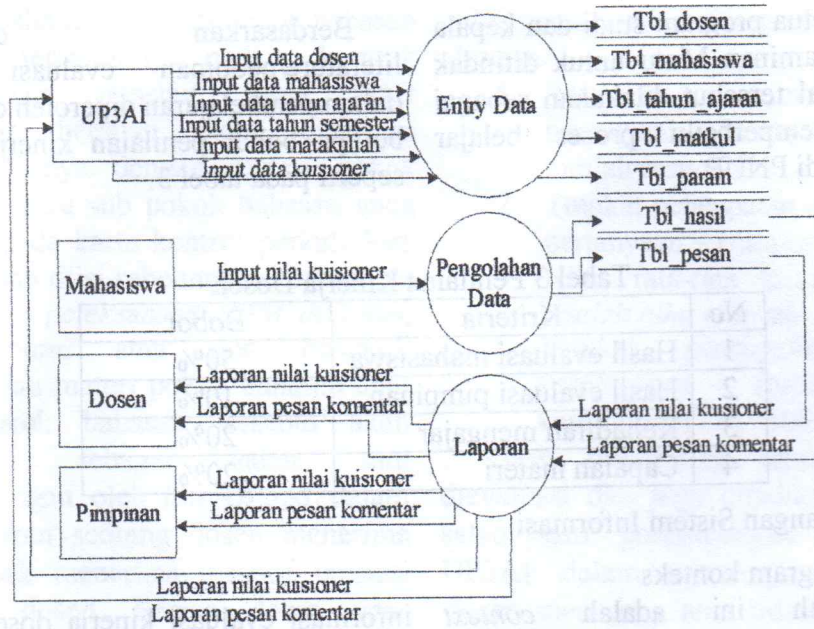 Tbl_dosen
Input data dosen
Tbl_mahasiswa
Input data mahasiswa
Input data tahun ajaran
Tbl_tahun_ajaran
UP3AI
Entry Data
Input data tahun semester
Tbl_matkul
Input data matakuliah
Input data kuisioner
Tbl_param
Tbl_hasil
Tbl_pesan
Mahasiswa
Input nilai kuisioner
Pengolahan
Data
Laporan nilai kuisioner
Dosen
Laporan pesan komentar
Laporan nilai kuisioner
Laporan
Laporan pesan komentar
Laporan nilai kuisioner
Pimpinan
Laporan pesan komentar
Laporan nilai kuisioner
Laporan pesan komentar